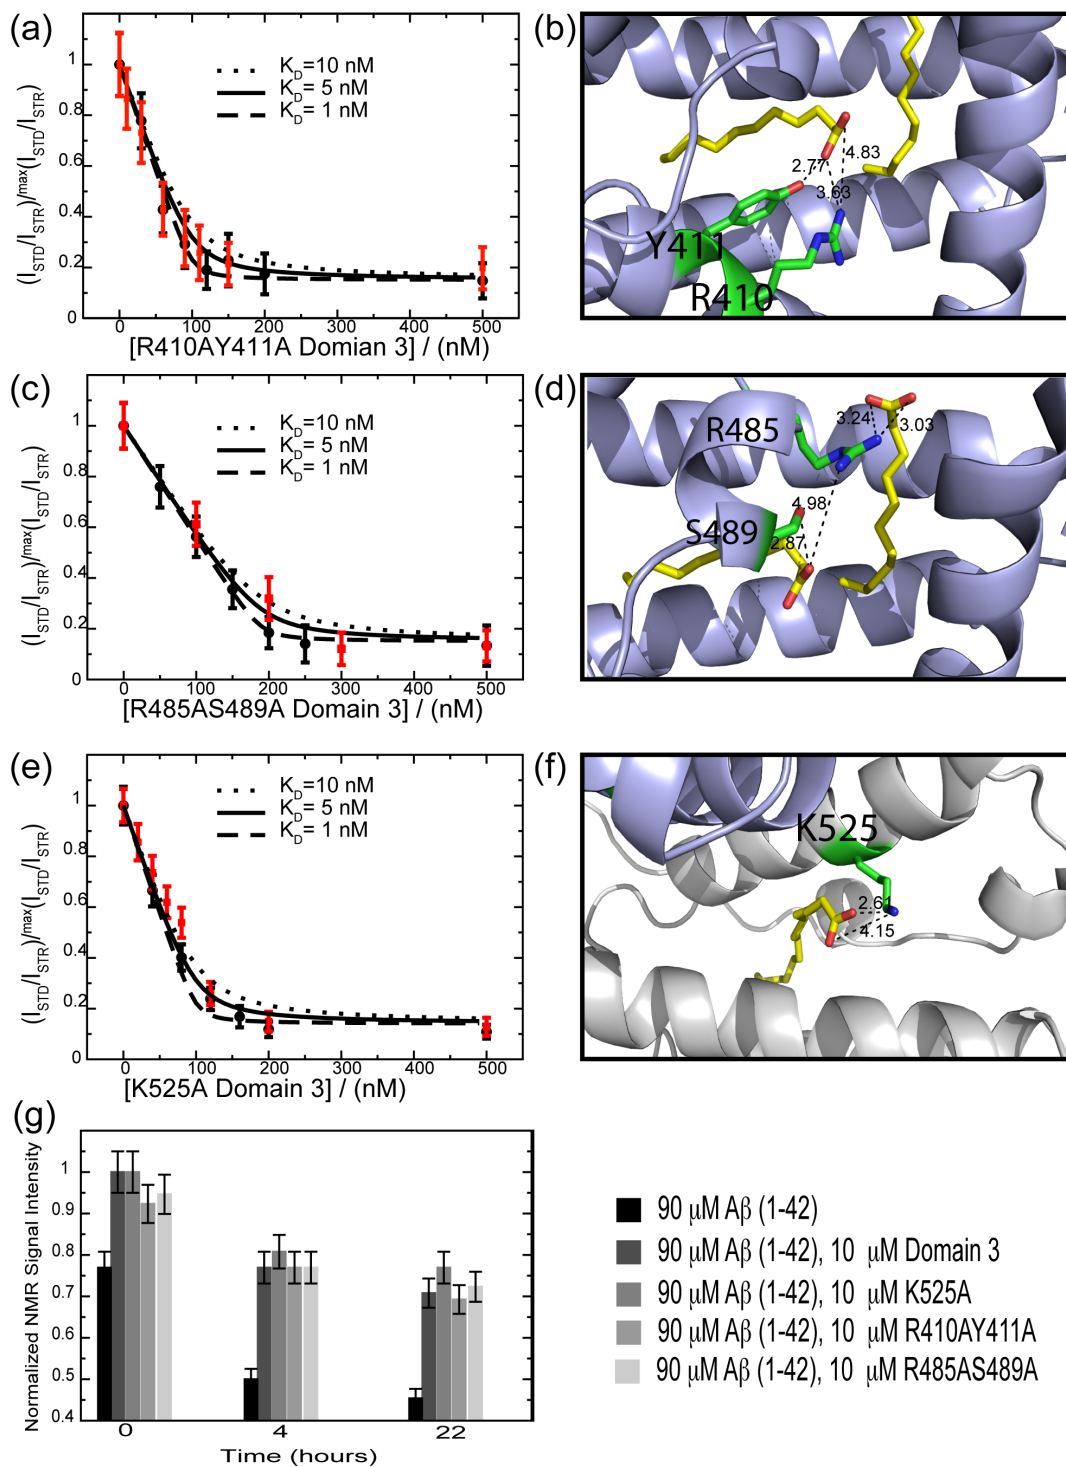 (a)
(I_STD/I_STR)/^max(I_STD/I_STR)
1
0.8
0.6
0.4
0.2
0
K_D=10 nM
K_D= 5 nM
K_D= 1 nM
0 100 200 300 400 500
[R410AY411A Domian 3] / (nM)
(b)
2.77
4.83
3.63
Y411
R410
(c)
(I_STD/I_STR)/^max(I_STD/I_STR)
1
0.8
0.6
0.4
0.2
0
K_D=10 nM
K_D= 5 nM
K_D= 1 nM
0 100 200 300 400 500
[R485AS489A Domain 3] / (nM)
(d)
R485
3.24
3.03
S489
4.98
2.87
(e)
(I_STD/I_STR)/^max(I_STD/I_STR)
1
0.8
0.6
0.4
0.2
0
K_D=10 nM
K_D= 5 nM
K_D= 1 nM
0 100 200 300 400 500
[K525A Domain 3] / (nM)
(f)
K525
2.61
4.15
(g)
Normalized NMR Signal Intensity
1
0.9
0.8
0.7
0.6
0.5
0.4
0 4 22
Time (hours)
90 μM Aβ (1-42)
90 μM Aβ (1-42), 10 μM Domain 3
90 μM Aβ (1-42), 10 μM K525A
90 μM Aβ (1-42), 10 μM R410AY411A
90 μM Aβ (1-42), 10 μM R485AS489A